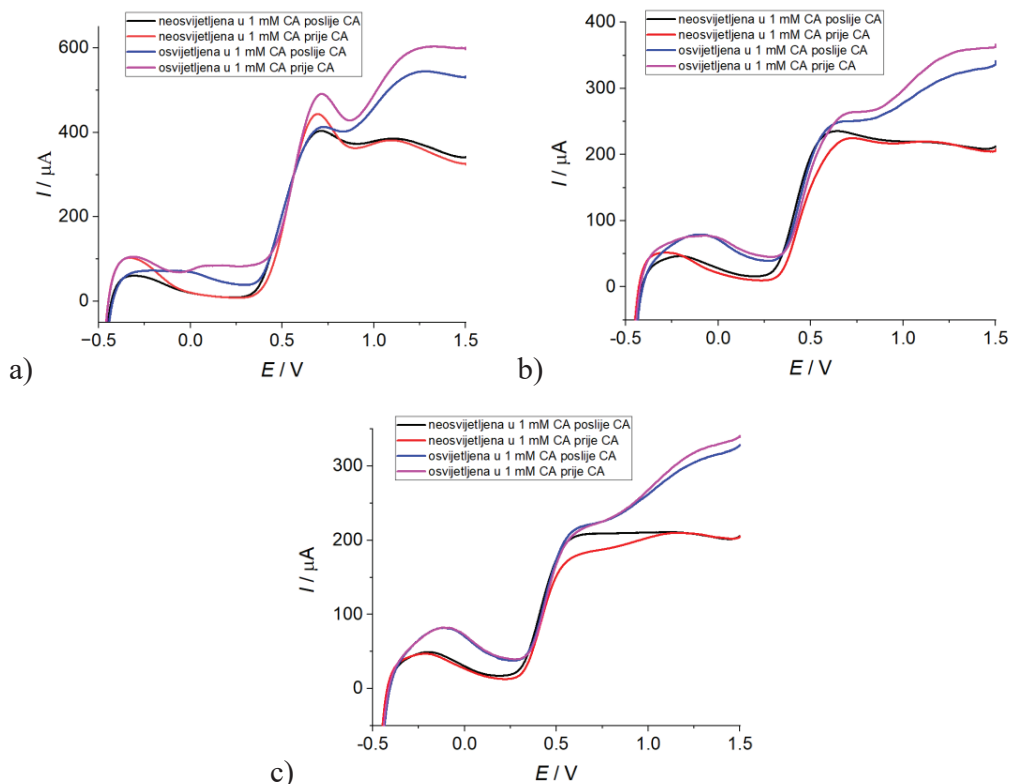 neosvijetljena u 1 mM CA poslije CA
neosvijetljena u 1 mM CA prije CA
osvijetljena u 1 mM CA poslije CA
osvijetljena u 1 mM CA prije CA
600
400
200
0
I / μA
-0.5 0.0 0.5 1.0 1.5
E / V
a)
neosvijetljena u 1 mM CA poslije CA
neosvijetljena u 1 mM CA prije CA
osvijetljena u 1 mM CA poslije CA
osvijetljena u 1 mM CA prije CA
400
300
200
100
0
I / μA
-0.5 0.0 0.5 1.0 1.5
E / V
b)
neosvijetljena u 1 mM CA poslije CA
neosvijetljena u 1 mM CA prije CA
osvijetljena u 1 mM CA poslije CA
osvijetljena u 1 mM CA prije CA
300
200
100
0
I / μA
-0.5 0.0 0.5 1.0 1.5
E / V
c)